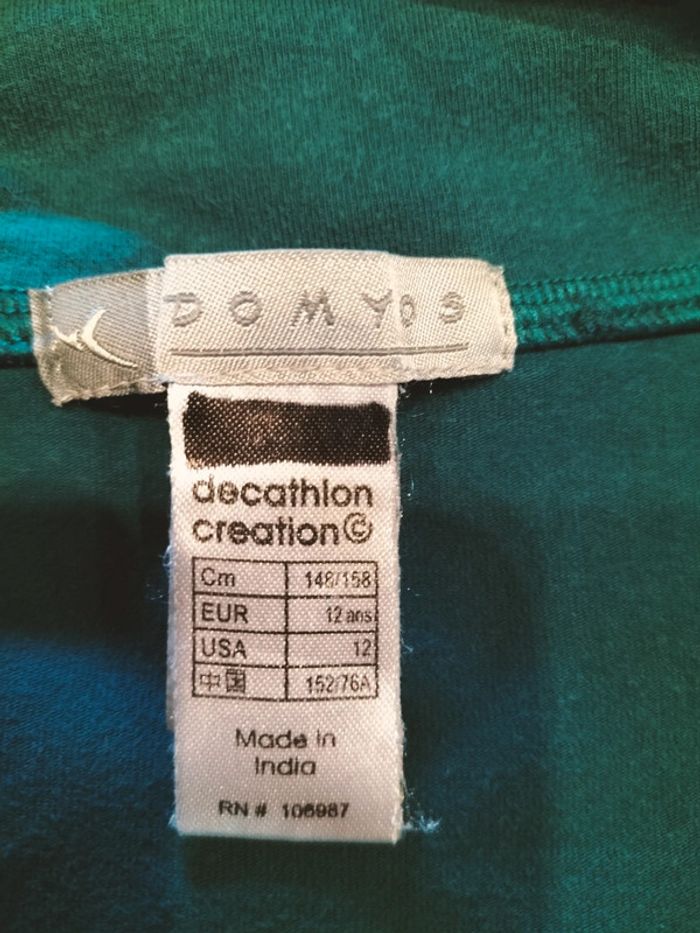 DOMYOS
decathlon
creation©
Cm 148/158
EUR 12 ans
USA 12
中国 152/76A
Made in
India
RN # 106987